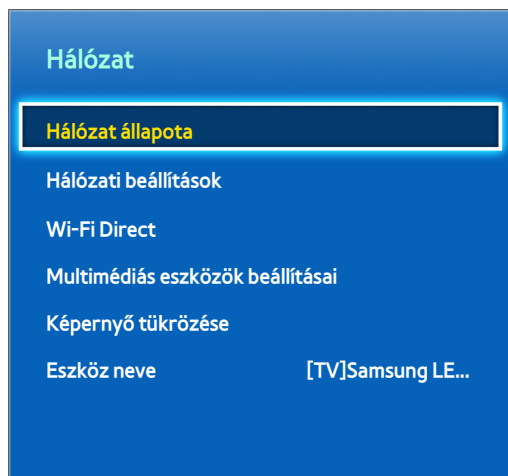 Hálózat
Hálózat állapota
Hálózati beállítások
Wi-Fi Direct
Multimédiás eszközök beállításai
Képernyő tükrözése
Eszköz neve [TV]Samsung LE...